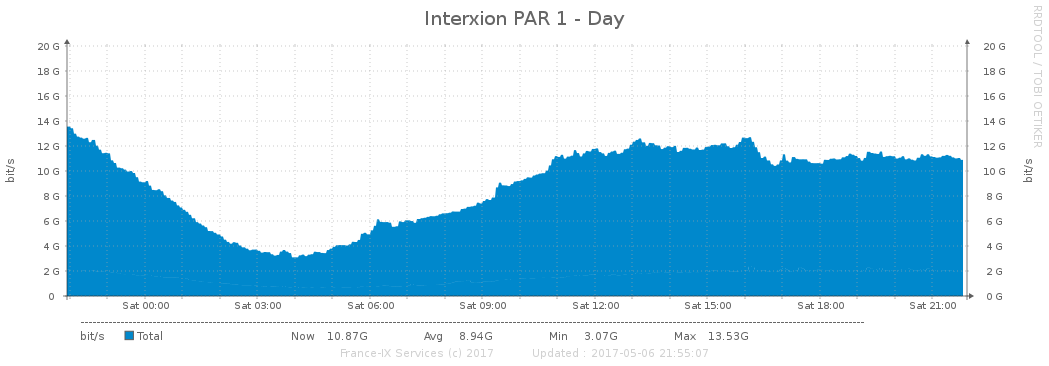 Interxion PAR 1 - Day
RRDTOOL / TOBI OETIKER
bit/s
20 G 20 G
18 G 18 G
16 G 16 G
14 G 14 G
12 G 12 G
10 G 10 G
8 G 8 G
6 G 6 G
4 G 4 G
2 G 2 G
0 0 G
bit/s
Sat 00:00 Sat 03:00 Sat 06:00 Sat 09:00 Sat 12:00 Sat 15:00 Sat 18:00 Sat 21:00
bit/s Total Now 10.87G Avg 8.94G Min 3.07G Max 13.53G
France-IX Services (c) 2017 Updated : 2017-05-06 21:55:07